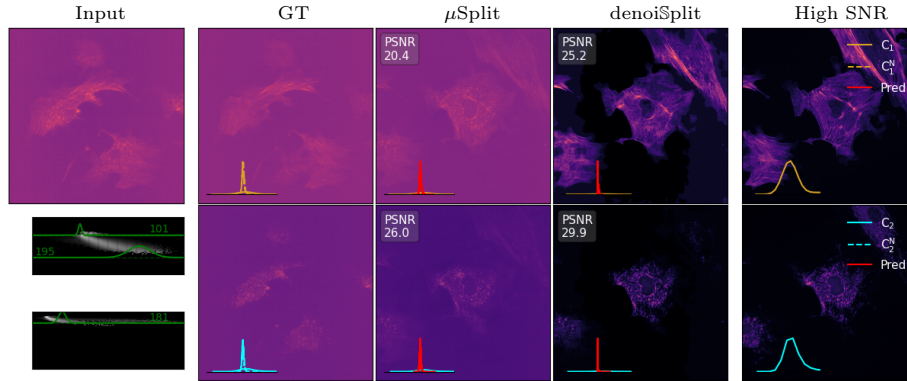 Input GT μSplit denoi𝕊plit High SNR
PSNR
20.4
PSNR
25.2
C₁
C₁ᴺ
Pred
101
195
181
PSNR
26.0
PSNR
29.9
C₂
C₂ᴺ
Pred